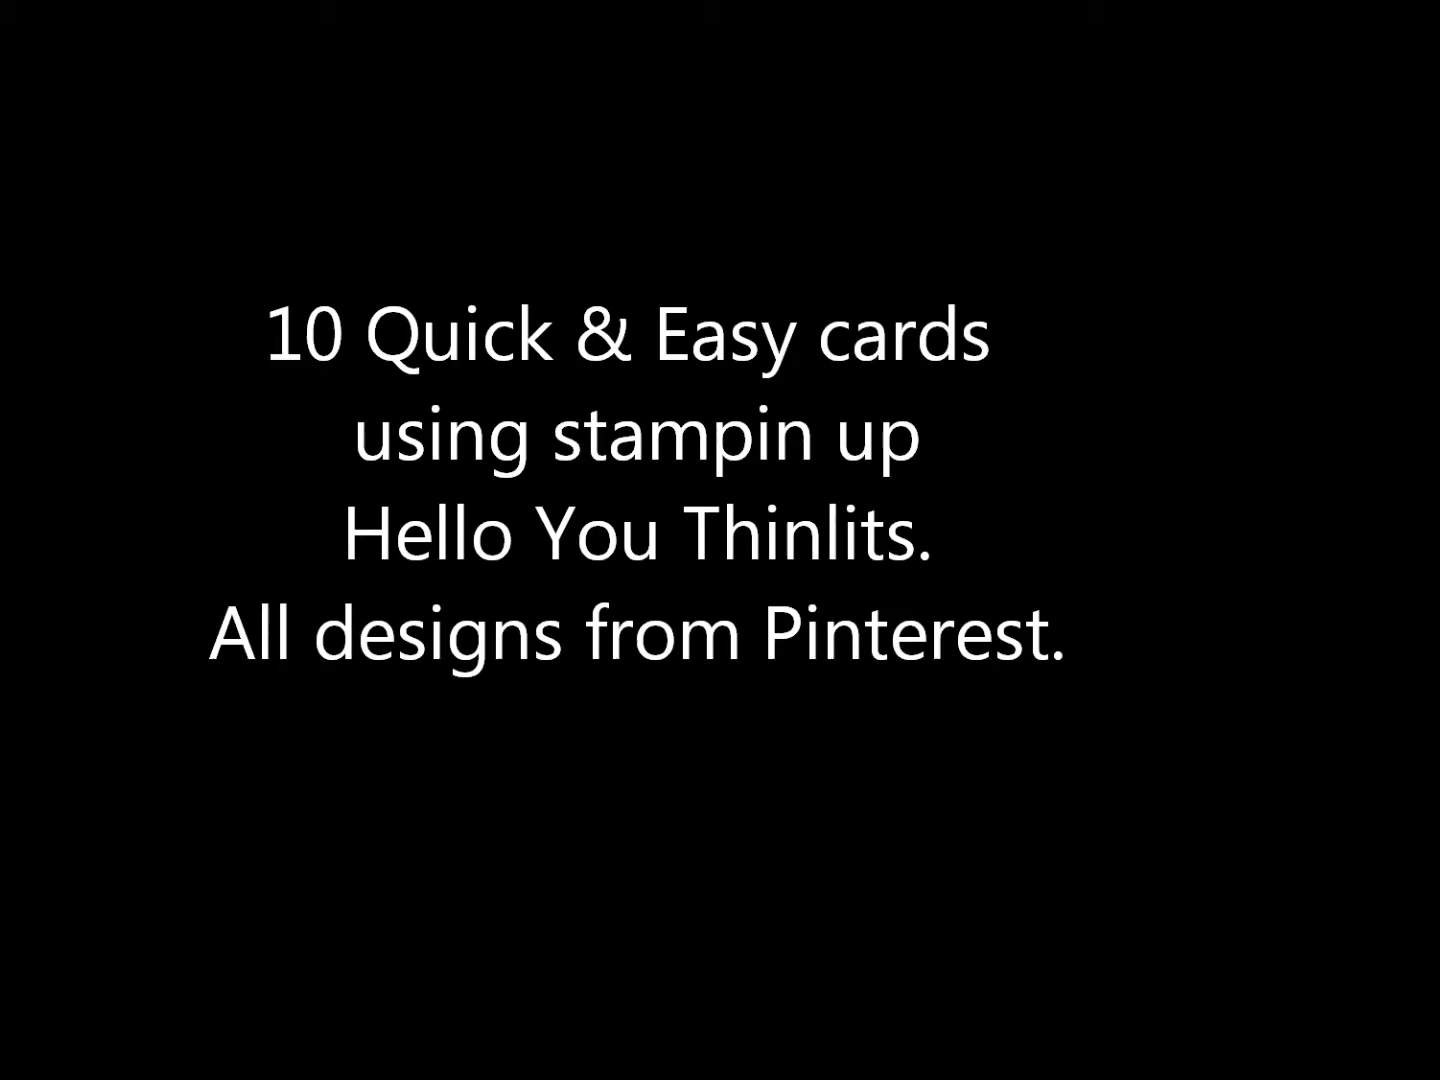 10 Quick & Easy cards
using stampin up
Hello You Thinlits.
All designs from Pinterest.